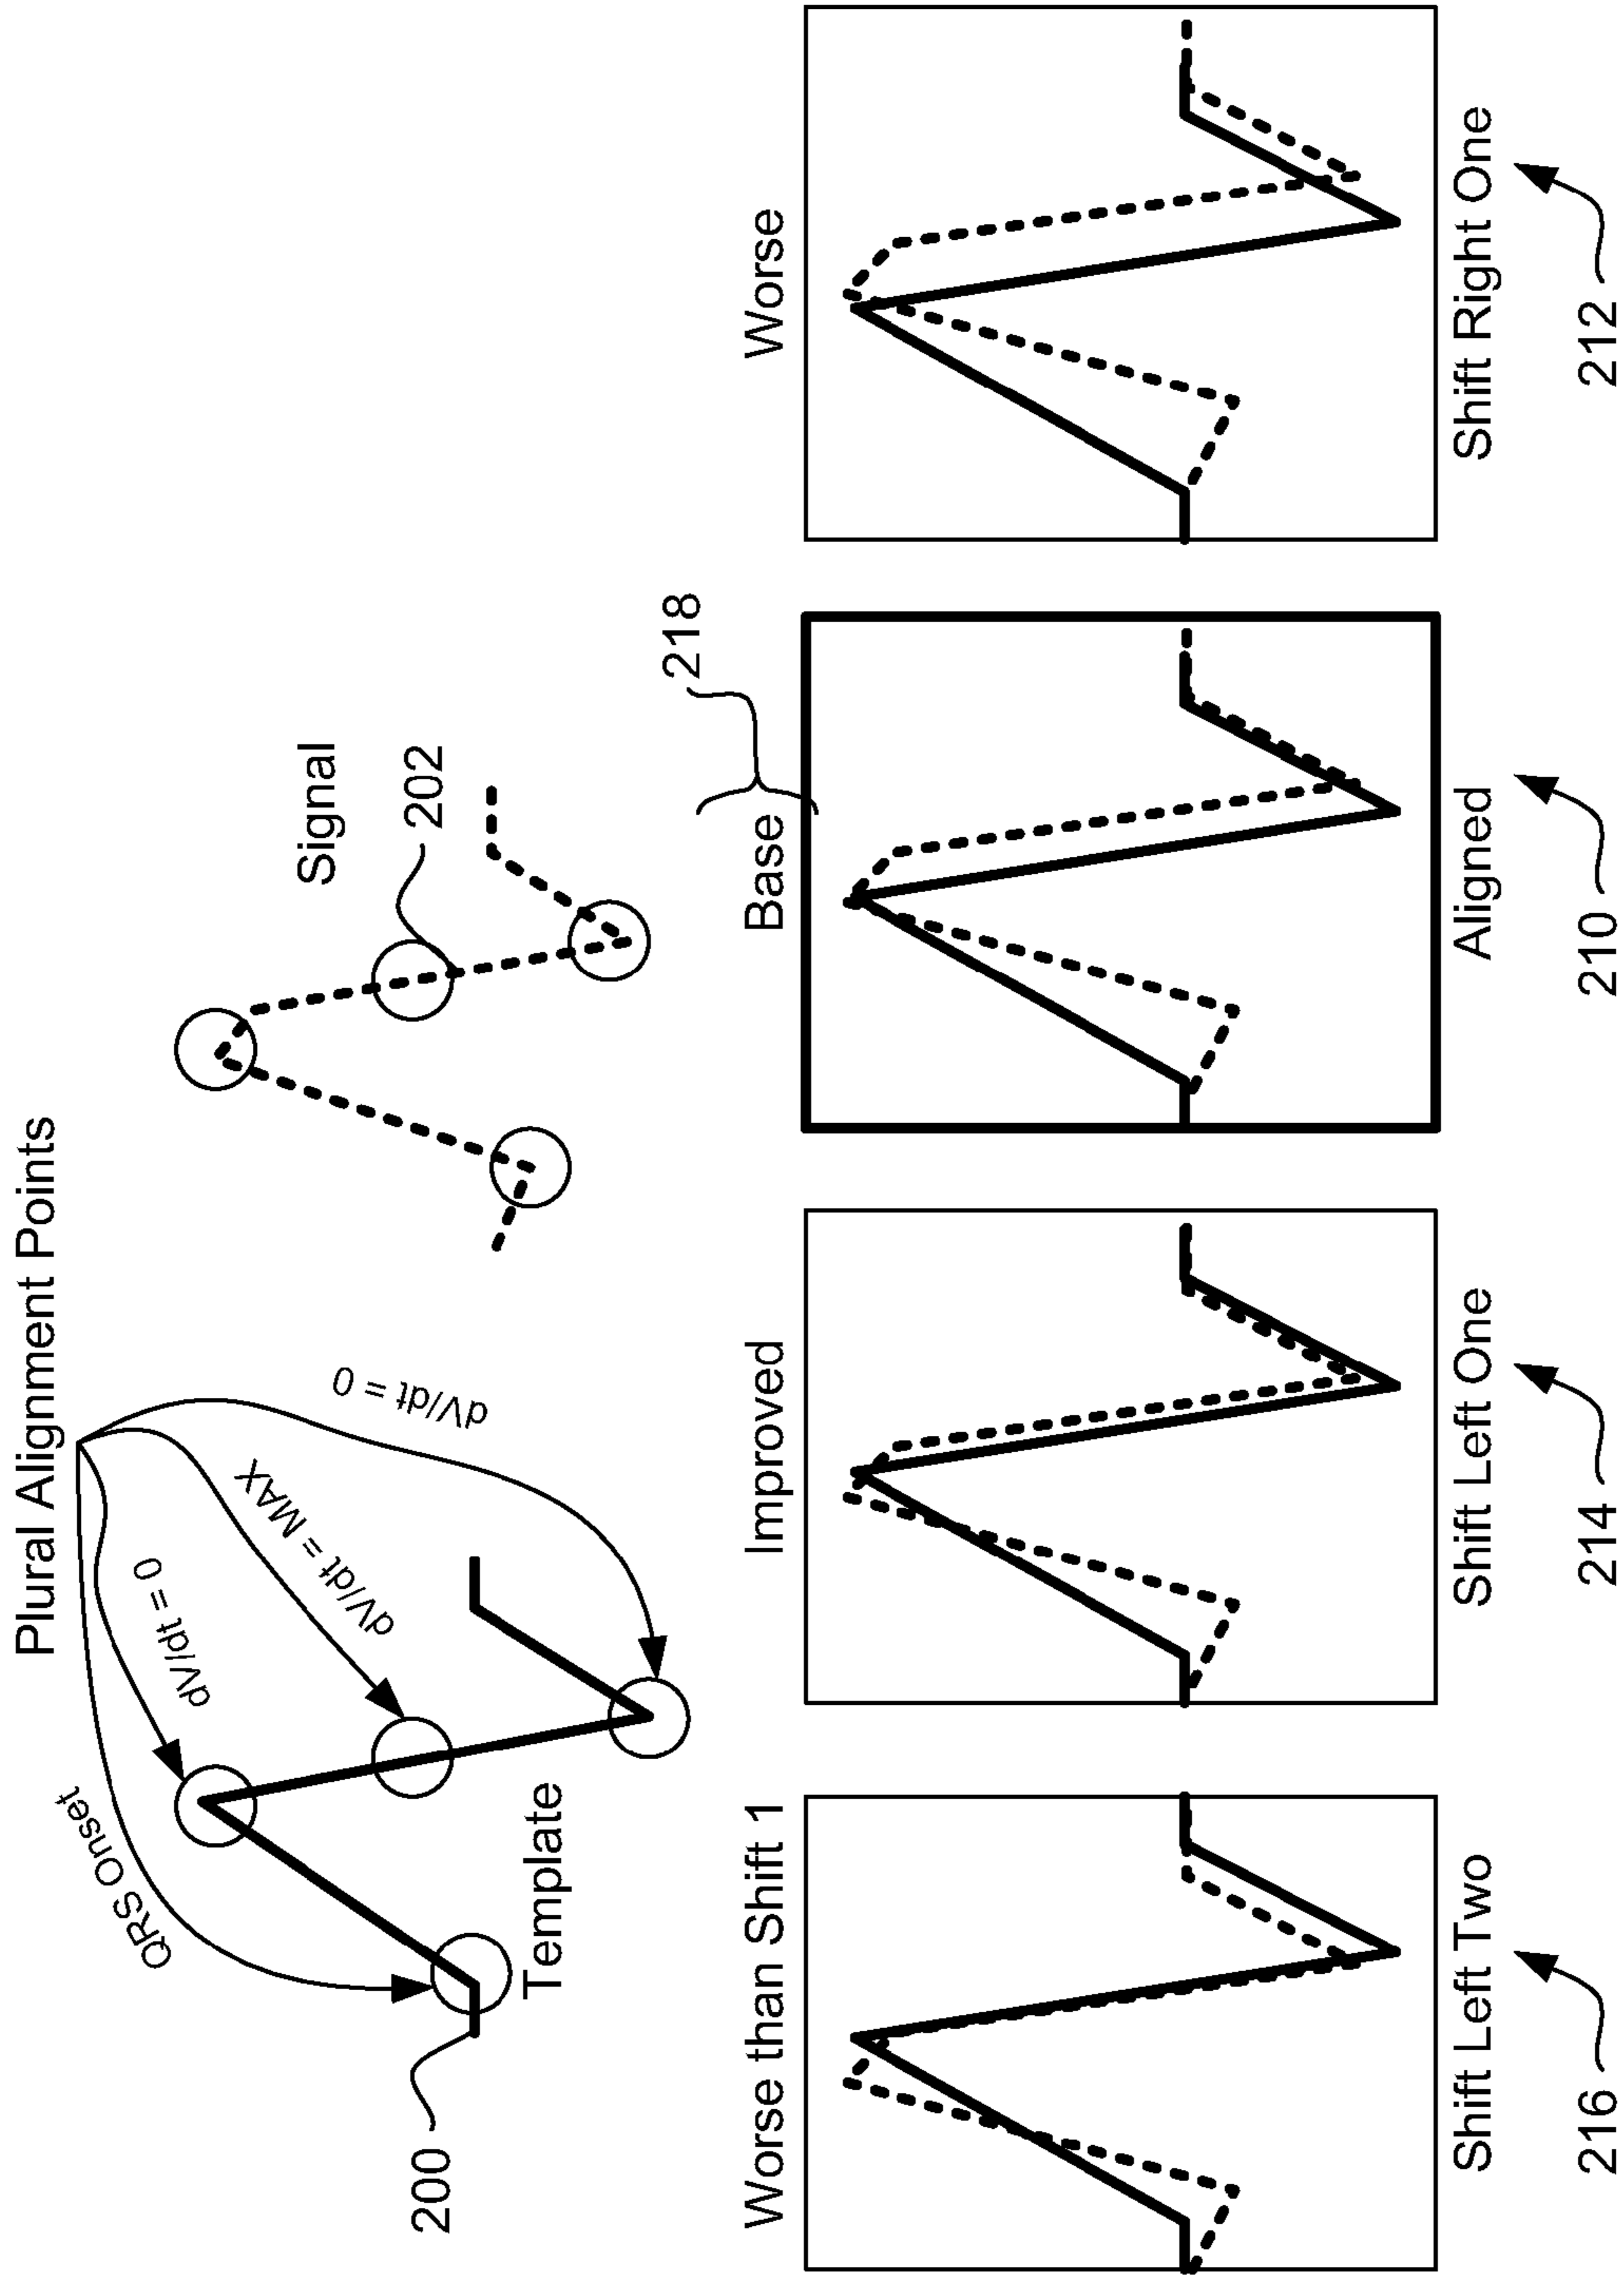 Plural Alignment Points
QRS Onset
dV/dt = 0
dV/dt = MAX
dV/dt = 0
200
Template
Signal
202
218
Worse than Shift 1
Improved
Base
Worse
Shift Left Two
Shift Left One
Aligned
Shift Right One
216
214
210
212